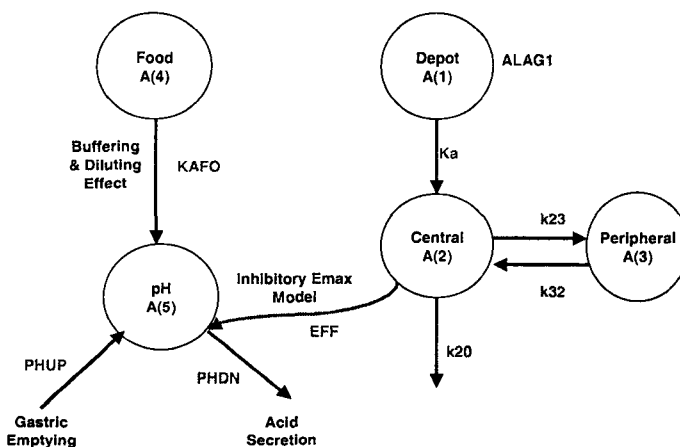 Food
A(4)
Depot
A(1)
ALAG1
Buffering
& Diluting
Effect
KAFO
Ka
Central
A(2)
k23
Peripheral
A(3)
k32
pH
A(5)
Inhibitory Emax
Model
EFF
k20
PHUP
PHDN
Gastric
Emptying
Acid
Secretion